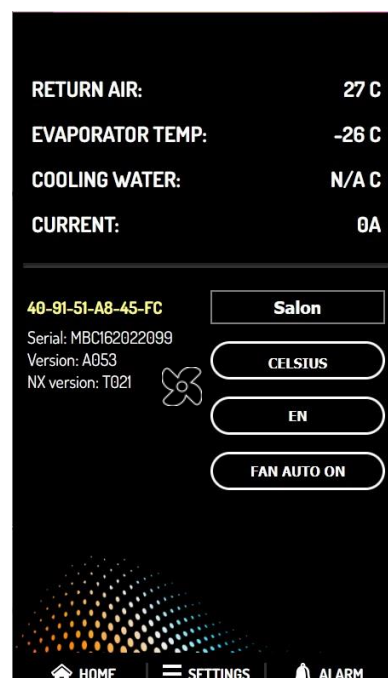 RETURN AIR: 27 C
EVAPORATOR TEMP: -26 C
COOLING WATER: N/A C
CURRENT: 0A
40-91-51-A8-45-FC
Salon
Serial: MBC162022099
Version: A053
NX version: T021
CELSIUS
EN
FAN AUTO ON
HOME
SETTINGS
ALARM